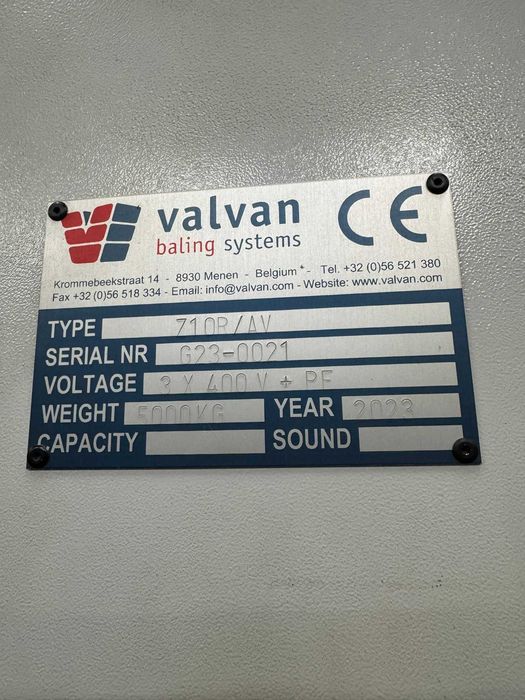 valvan
baling systems
CE
Krommebeekstraat 14 - 8930 Menen - Belgium - Tel. +32 (0)56 521 380
Fax +32 (0)56 518 334 - Email: info@valvan.com - Website: www.valvan.com
TYPE 710R/AV
SERIAL NR G23-0021
VOLTAGE 3 X 400 V + PE
WEIGHT 5000KG YEAR 2023
CAPACITY SOUND